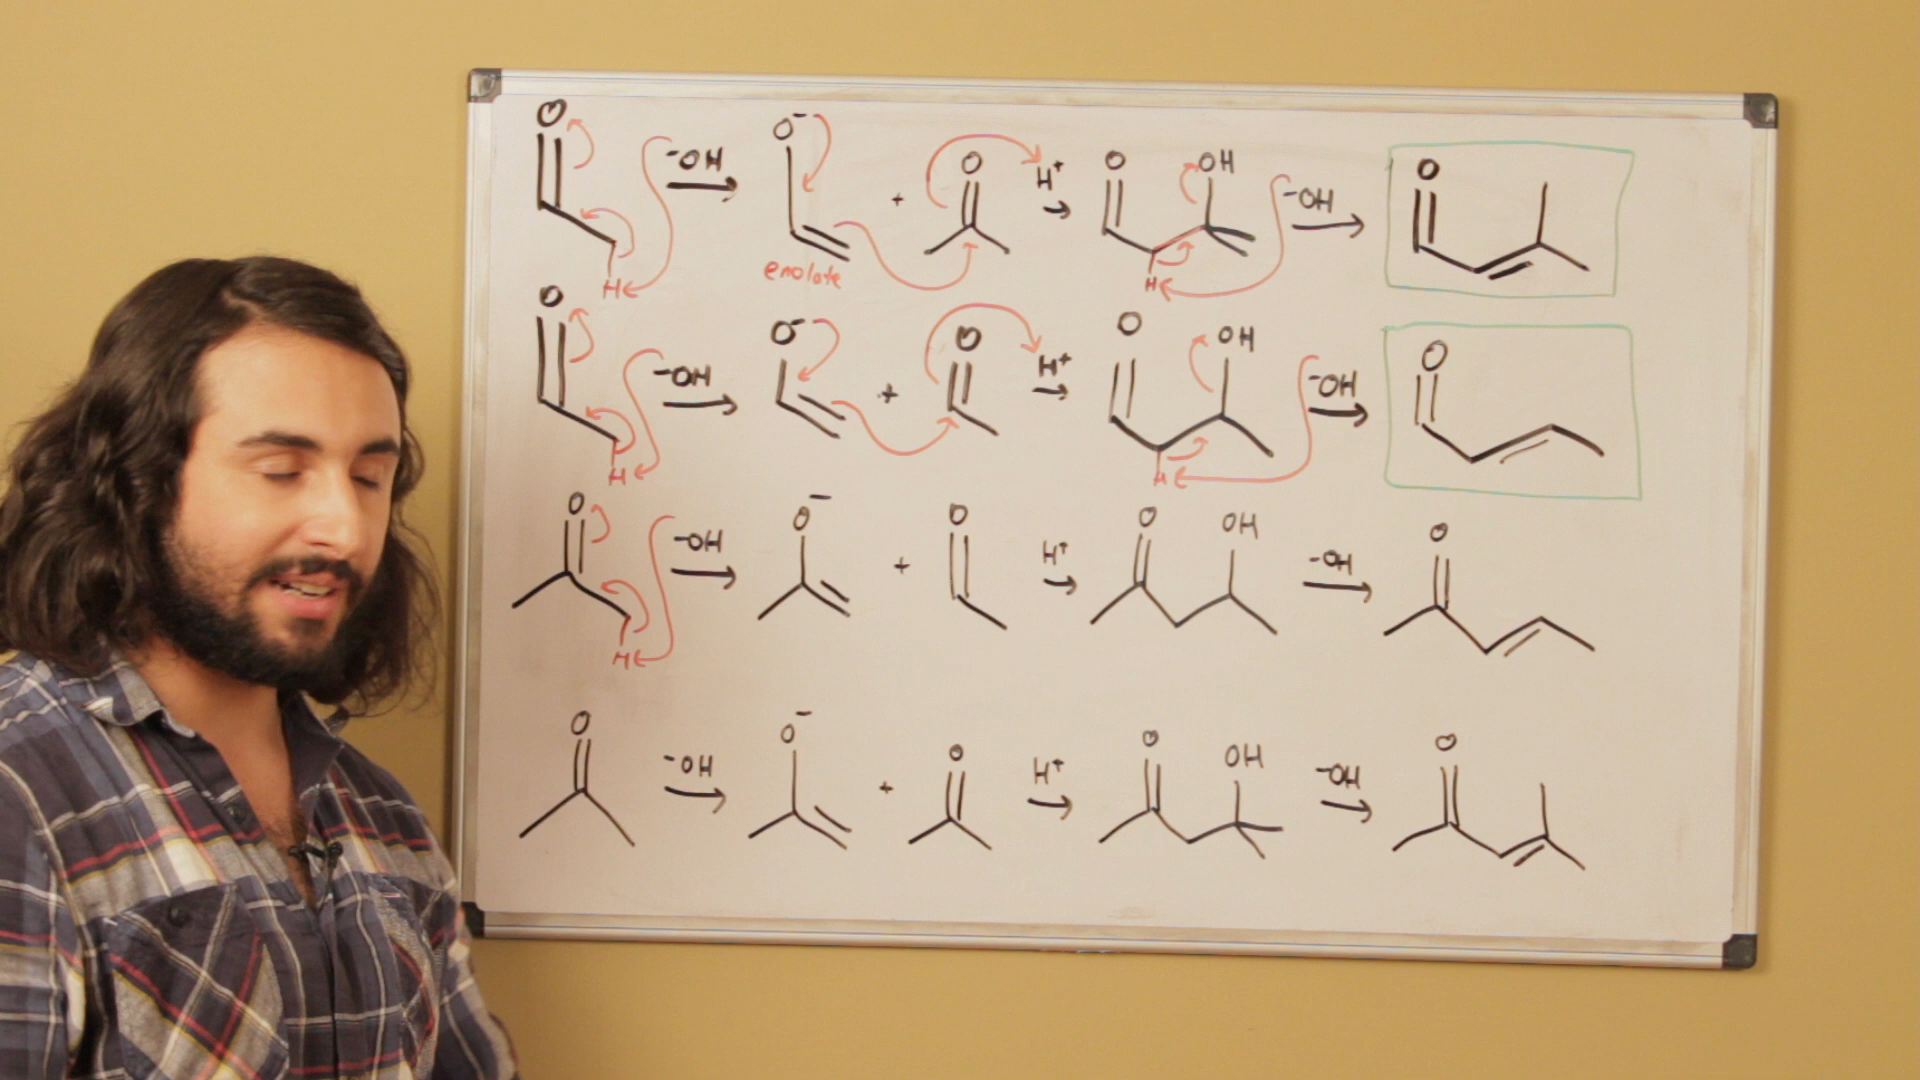 O ⁻OH O⁻ + O H⁺ O OH ⁻OH O
H enolate H
O ⁻OH O⁻ + O H⁺ O OH ⁻OH O
H H
O ⁻OH O⁻ + O H⁺ O OH ⁻OH O
H
O ⁻OH O⁻ + O H⁺ O OH ⁻OH O